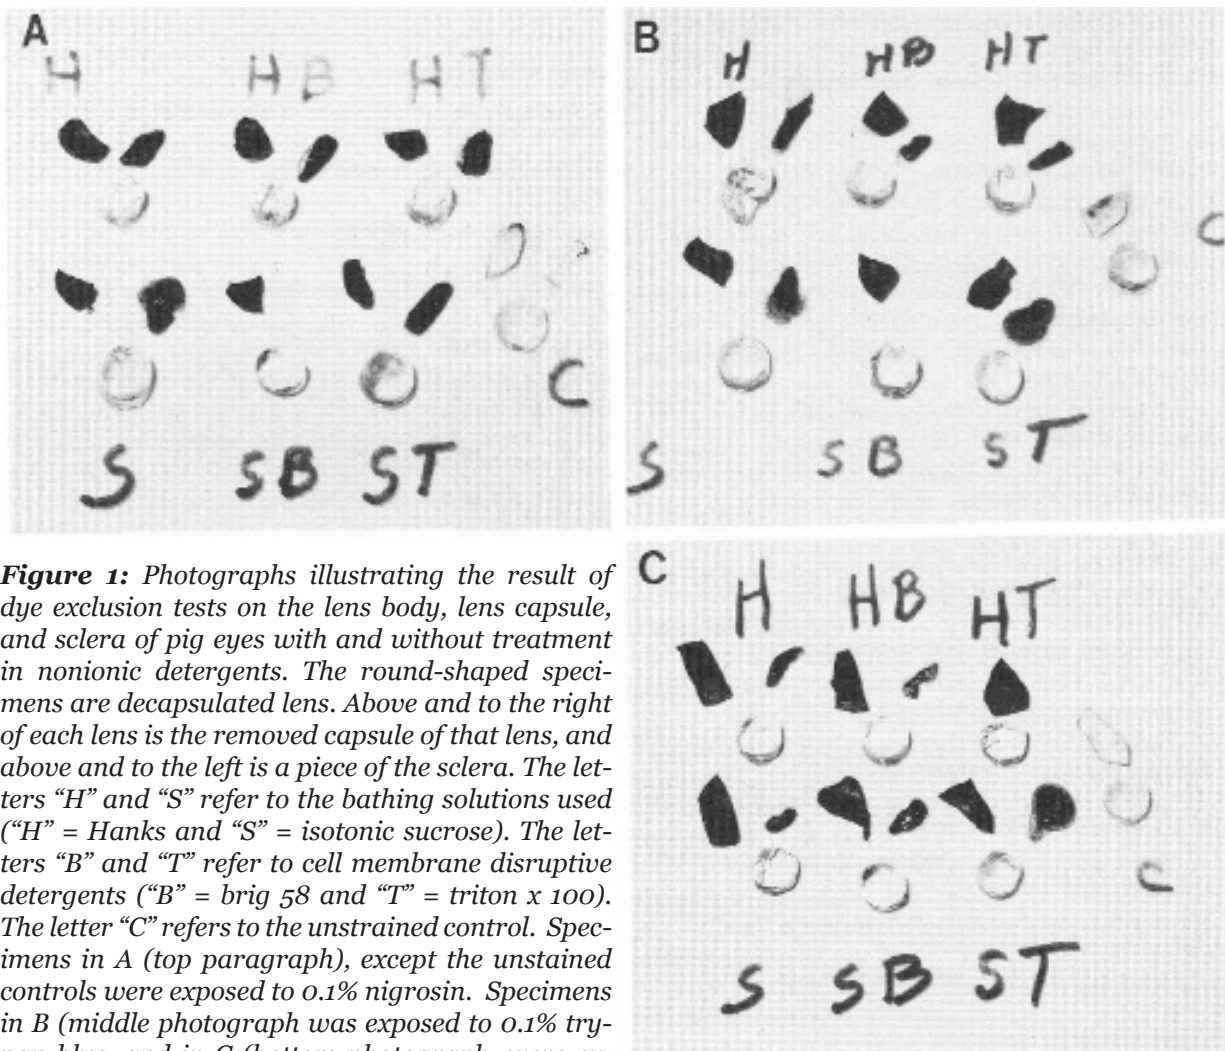 A
H HB HT
C
S SB ST
B
H HB HT
C
S SB ST
Figure 1: Photographs illustrating the result of
dye exclusion tests on the lens body, lens capsule,
and sclera of pig eyes with and without treatment
in nonionic detergents. The round-shaped speci-
mens are decapsulated lens. Above and to the right
of each lens is the removed capsule of that lens, and
above and to the left is a piece of the sclera. The let-
ters “H” and “S” refer to the bathing solutions used
(“H” = Hanks and “S” = isotonic sucrose). The let-
ters “B” and “T” refer to cell membrane disruptive
detergents (“B” = brig 58 and “T” = triton x 100).
The letter “C” refers to the unstrained control. Spec-
imens in A (top paragraph), except the unstained
controls were exposed to 0.1% nigrosin. Specimens
in B (middle photograph was exposed to 0.1% try-
C
H HB HT
C
S SB ST